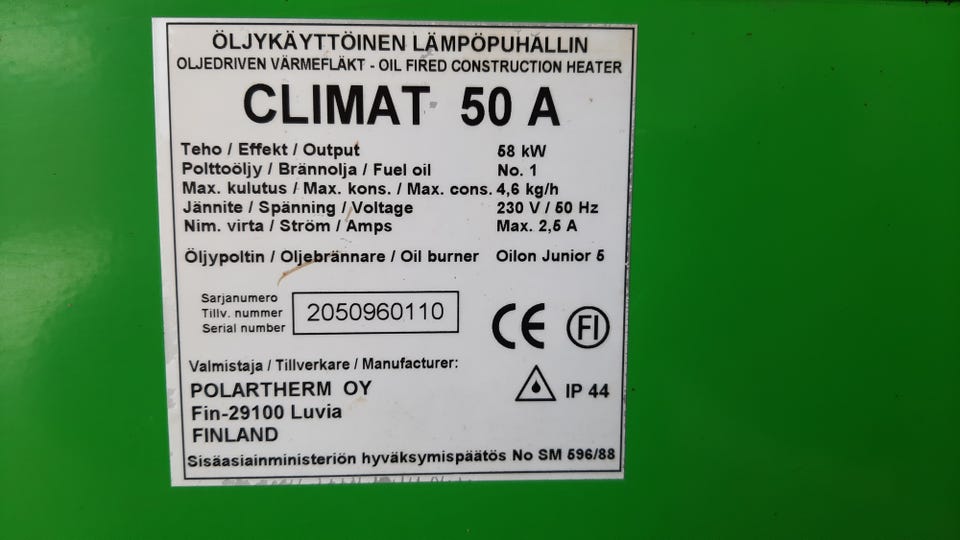 ÖLJYKÄYTTÖINEN LÄMPÖPUHALLIN
OLJEDRIVEN VÄRMEFLÄKT - OIL FIRED CONSTRUCTION HEATER
CLIMAT 50 A
Teho / Effekt / Output 58 kW
Polttoöljy / Brännolja / Fuel oil No. 1
Max. kulutus / Max. kons. / Max. cons. 4,6 kg/h
Jännite / Spänning / Voltage 230 V / 50 Hz
Nim. virta / Ström / Amps Max. 2,5 A
Öljypoltin / Oljebrännare / Oil burner Oilon Junior 5
Sarjanumero
Tillv. nummer
Serial number
2050960110
CE FI
Valmistaja / Tillverkare / Manufacturer:
POLARTHERM OY
IP 44
Fin-29100 Luvia
FINLAND
Sisäasiainministeriön hyväksymispäätös No SM 596/88